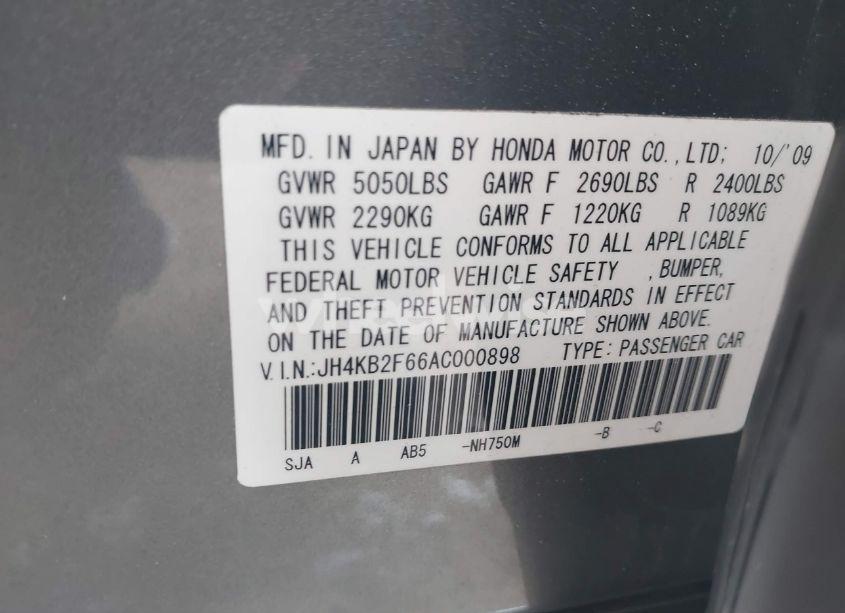 MFD. IN JAPAN BY HONDA MOTOR CO.,LTD; 10/'09
GVWR 5050LBS GAWR F 2690LBS R 2400LBS
GVWR 2290KG GAWR F 1220KG R 1089KG
THIS VEHICLE CONFORMS TO ALL APPLICABLE
FEDERAL MOTOR VEHICLE SAFETY ,BUMPER,
AND THEFT PREVENTION STANDARDS IN EFFECT
ON THE DATE OF MANUFACTURE SHOWN ABOVE.
V.I.N.:JH4KB2F66AC000898 TYPE: PASSENGER CAR
SJA A AB5 -NH750M -B -C